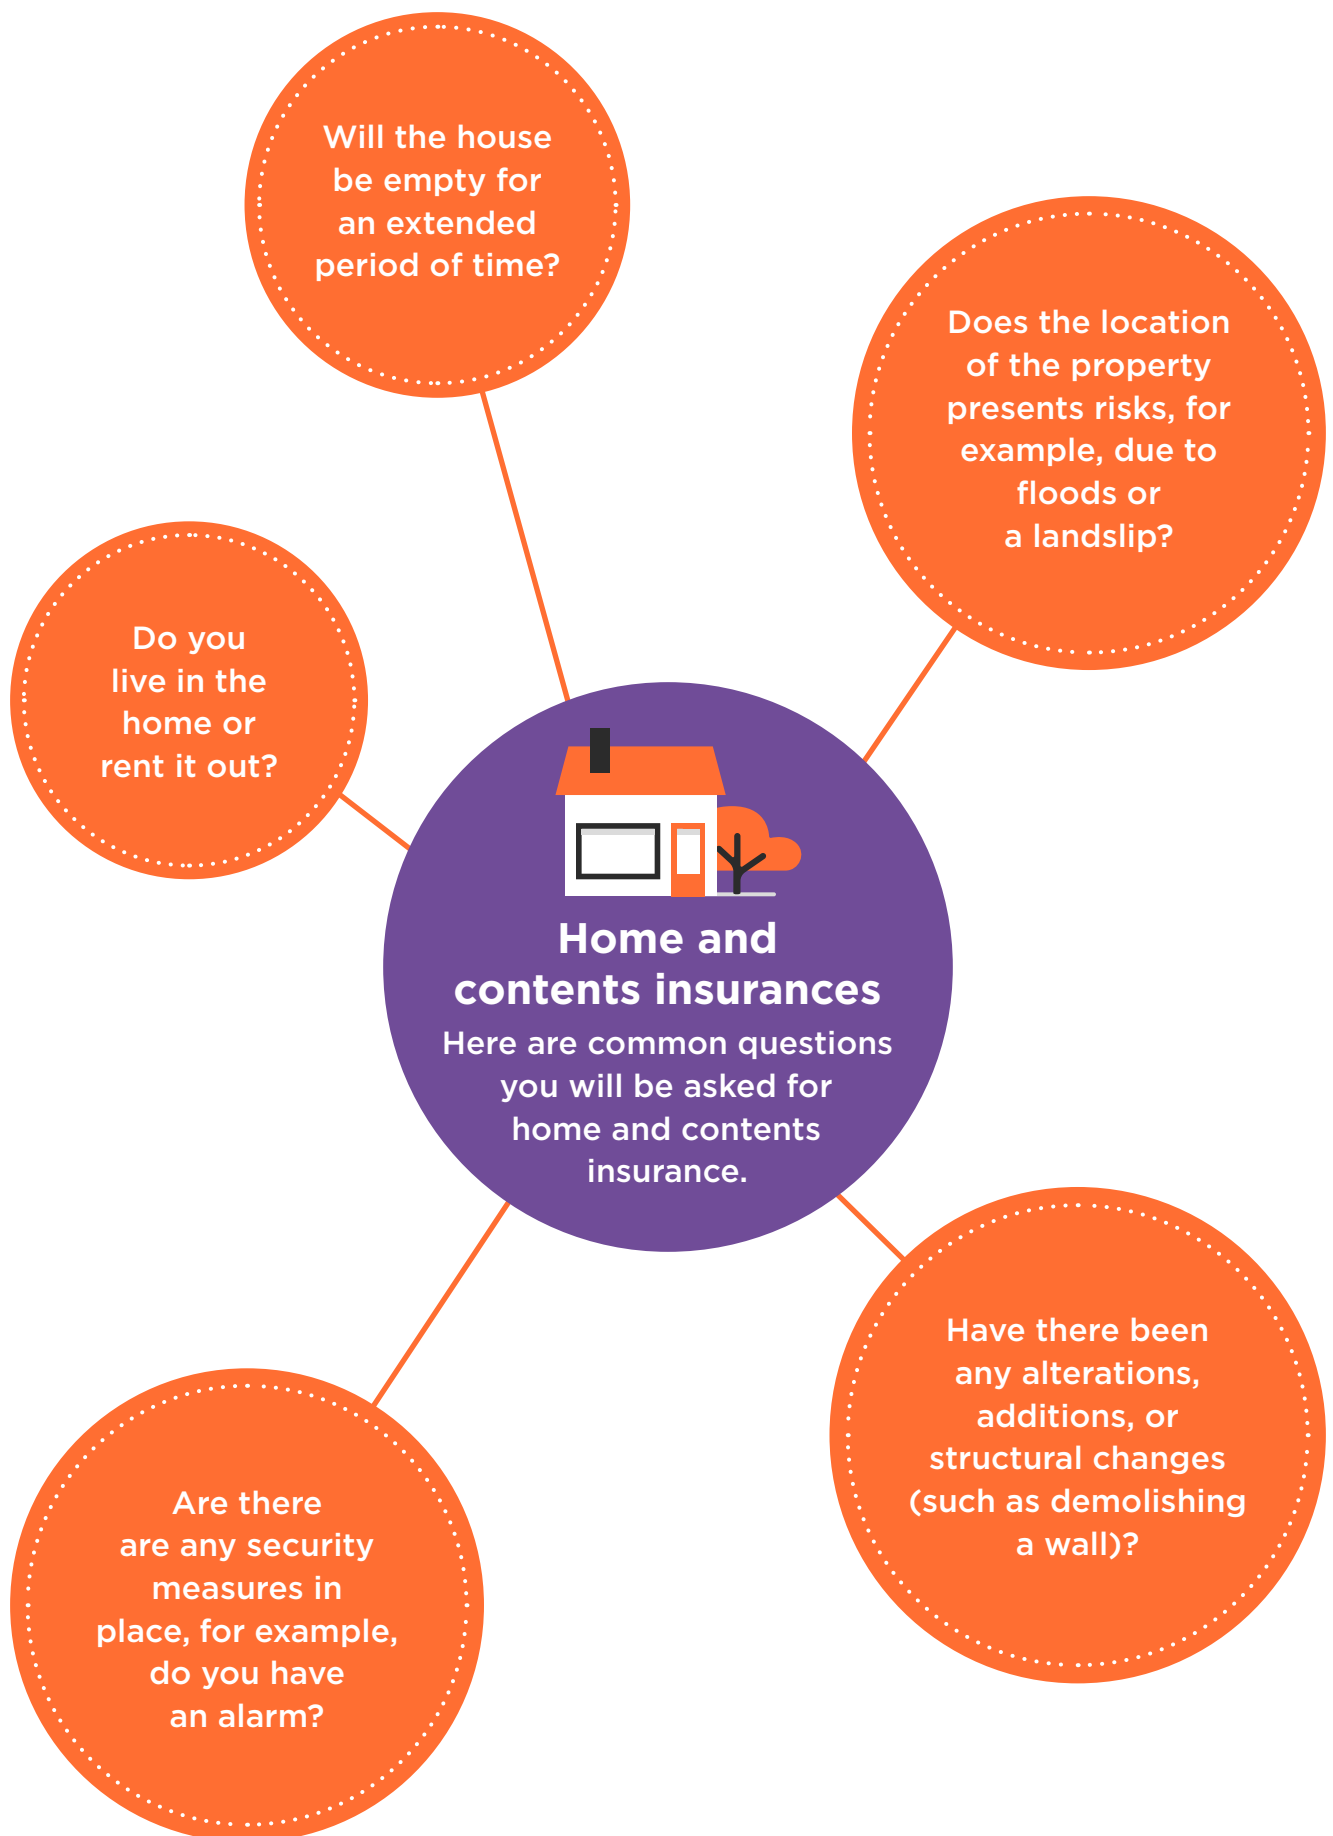 Will the house
be empty for
an extended
period of time?
Does the location
of the property
presents risks, for
example, due to
floods or
a landslip?
Do you
live in the
home or
rent it out?
Home and
contents insurances
Here are common questions
you will be asked for
home and contents
insurance.
Have there been
any alterations,
additions, or
structural changes
(such as demolishing
a wall)?
Are there
are any security
measures in
place, for example,
do you have
an alarm?